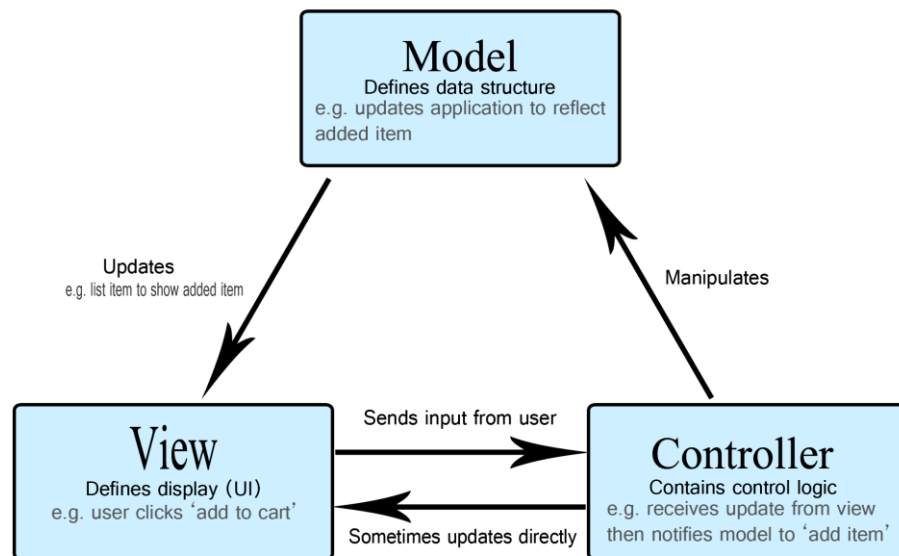 Model
Defines data structure
e.g. updates application to reflect
added item
Updates
e.g. list item to show added item
Manipulates
Sends input from user
View
Defines display (UI)
e.g. user clicks ‘add to cart’
Sometimes updates directly
Controller
Contains control logic
e.g. receives update from view
then notifies model to ‘add item’